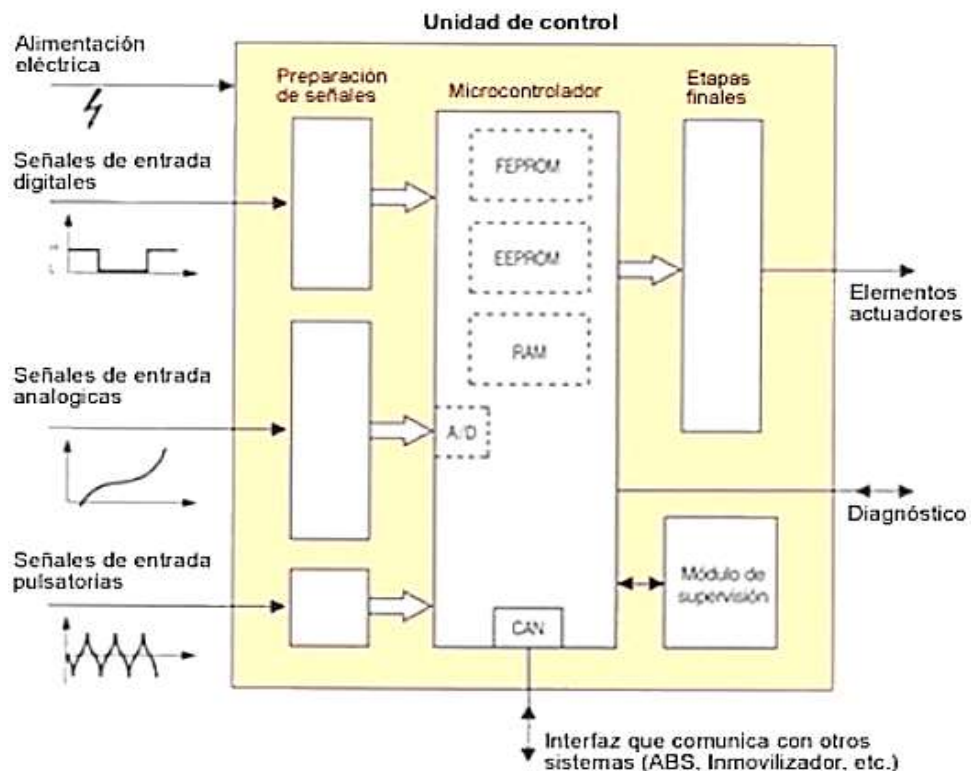 Unidad de control
Alimentación
eléctrica
Preparación
de señales
Microcontrolador
Etapas
finales
FEPROM
Señales de entrada
digitales
H
L
EEPROM
Elementos
actuadores
RAM
Señales de entrada
analogicas
A/D
Diagnóstico
Señales de entrada
pulsatorias
Módulo de
supervisión
CAN
Interfaz que comunica con otros
sistemas (ABS, Inmovilizador, etc.)